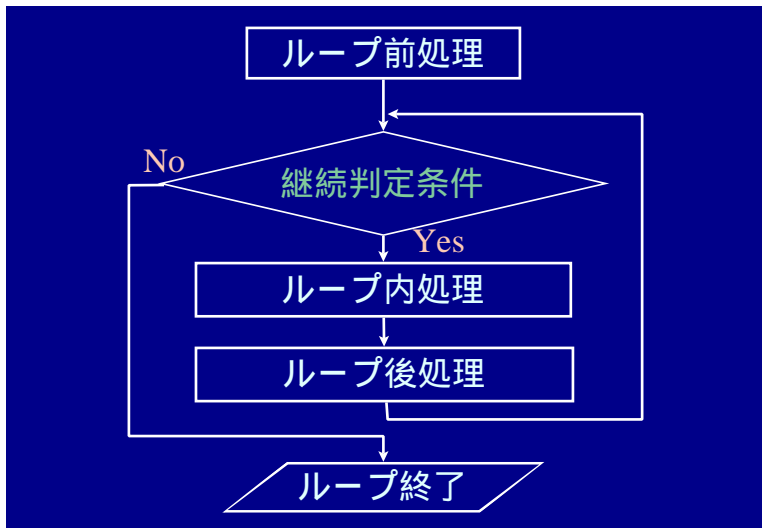 ループ前処理
No
継続判定条件
Yes
ループ内処理
ループ後処理
ループ終了